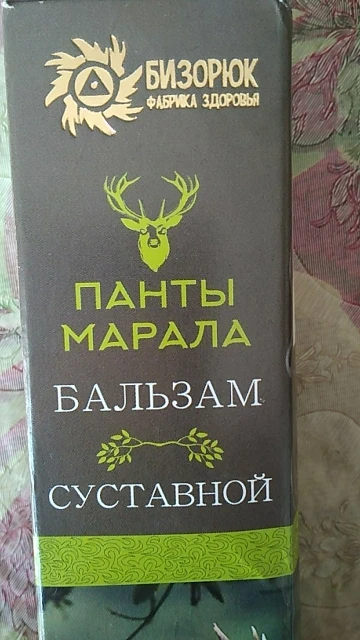 БИЗОРЮК
ФАБРИКА ЗДОРОВЬЯ
ПАНТЫ
МАРАЛА
БАЛЬЗАМ
СУСТАВНОЙ